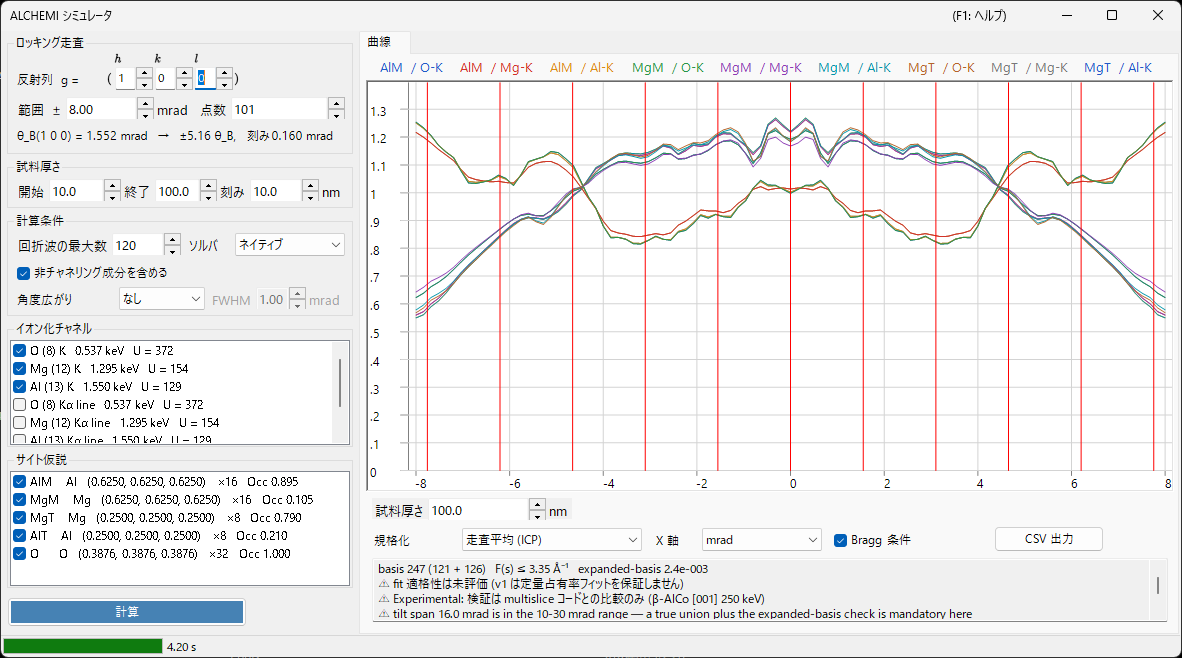 ALCHEMI シミュレータ
(F1: ヘルプ)
ロッキング走査
h k l
反射列 g = ( 1 0 0 )
範囲 ± 8.00 mrad 点数 101
θ_B(1 0 0) = 1.552 mrad → ±5.16 θ_B, 刻み 0.160 mrad
試料厚さ
開始 10.0 終了 100.0 刻み 10.0 nm
計算条件
回折波の最大数 120 ソルバ ネイティブ
非チャネリング成分を含める
角度広がり なし FWHM 1.00 mrad
イオン化チャネル
O (8) K 0.537 keV U = 372
Mg (12) K 1.295 keV U = 154
Al (13) K 1.550 keV U = 129
O (8) Kα line 0.537 keV U = 372
Mg (12) Kα line 1.295 keV U = 154
Al (13) Kα line 1.550 keV U = 129
サイト仮説
AlM Al (0.6250, 0.6250, 0.6250) ×16 Occ 0.895
MgM Mg (0.6250, 0.6250, 0.6250) ×16 Occ 0.105
MgT Mg (0.2500, 0.2500, 0.2500) ×8 Occ 0.790
AlT Al (0.2500, 0.2500, 0.2500) ×8 Occ 0.210
O O (0.3876, 0.3876, 0.3876) ×32 Occ 1.000
計算
4.20 s
曲線
AlM / O-K AlM / Mg-K AlM / Al-K MgM / O-K MgM / Mg-K MgM / Al-K MgT / O-K MgT / Mg-K MgT / Al-K
1.3
1.2
1.1
1
.9
.8
.7
.6
.5
.4
.3
.2
.1
0
-8 -6 -4 -2 0 2 4 6 8
試料厚さ 100.0 nm
規格化 走査平均 (ICP) X 軸 mrad Bragg 条件 CSV 出力
basis 247 (121 + 126) F(s) ≤ 3.35 Å⁻¹ expanded-basis 2.4e-003
⚠ fit 適格性は未評価 (v1 は定量占有率フィットを保証しません)
⚠ Experimental: 検証は multislice コードとの比較のみ (β-AlCo [001] 250 keV)
⚠ tilt span 16.0 mrad is in the 10-30 mrad range — a true union plus the expanded-basis check is mandatory here